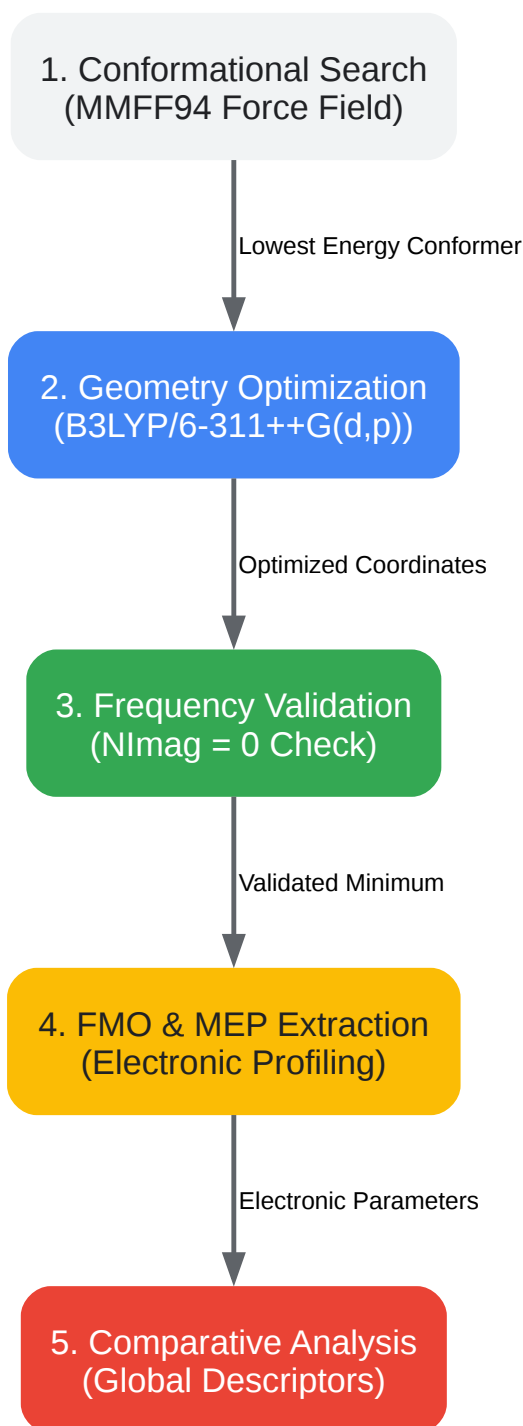 1. Conformational Search
(MMFF94 Force Field)
Lowest Energy Conformer
2. Geometry Optimization
(B3LYP/6-311++G(d,p))
Optimized Coordinates
3. Frequency Validation
(NImag = 0 Check)
Validated Minimum
4. FMO & MEP Extraction
(Electronic Profiling)
Electronic Parameters
5. Comparative Analysis
(Global Descriptors)